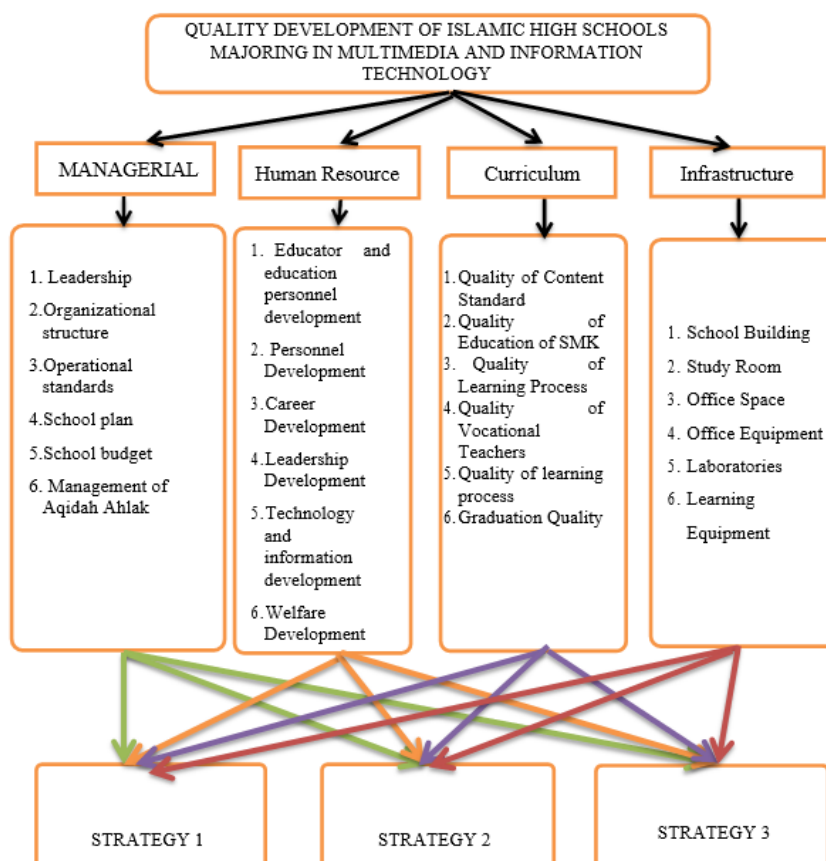 QUALITY DEVELOPMENT OF ISLAMIC HIGH SCHOOLS
MAJORING IN MULTIMEDIA AND INFORMATION
TECHNOLOGY
MANAGERIAL
Human Resource
Curriculum
Infrastructure
1. Leadership
2.Organizational
structure
3.Operational
standards
4.School plan
5.School budget
6. Management of
Aqidah Ahlak
1. Educator and
education
personnel
development
2. Personnel
Development
3.Career
Development
4.Leadership
Development
5.Technology
and
information
development
6.Welfare
Development
1.Quality of Content
Standard
2.Quality of
Education of SMK
3. Quality of
Learning Process
4.Quality of
Vocational
Teachers
5.Quality of learning
process
6.Graduation Quality
1. School Building
2. Study Room
3. Office Space
4. Office Equipment
5. Laboratories
6. Learning
Equipment
STRATEGY 1
STRATEGY 2
STRATEGY 3